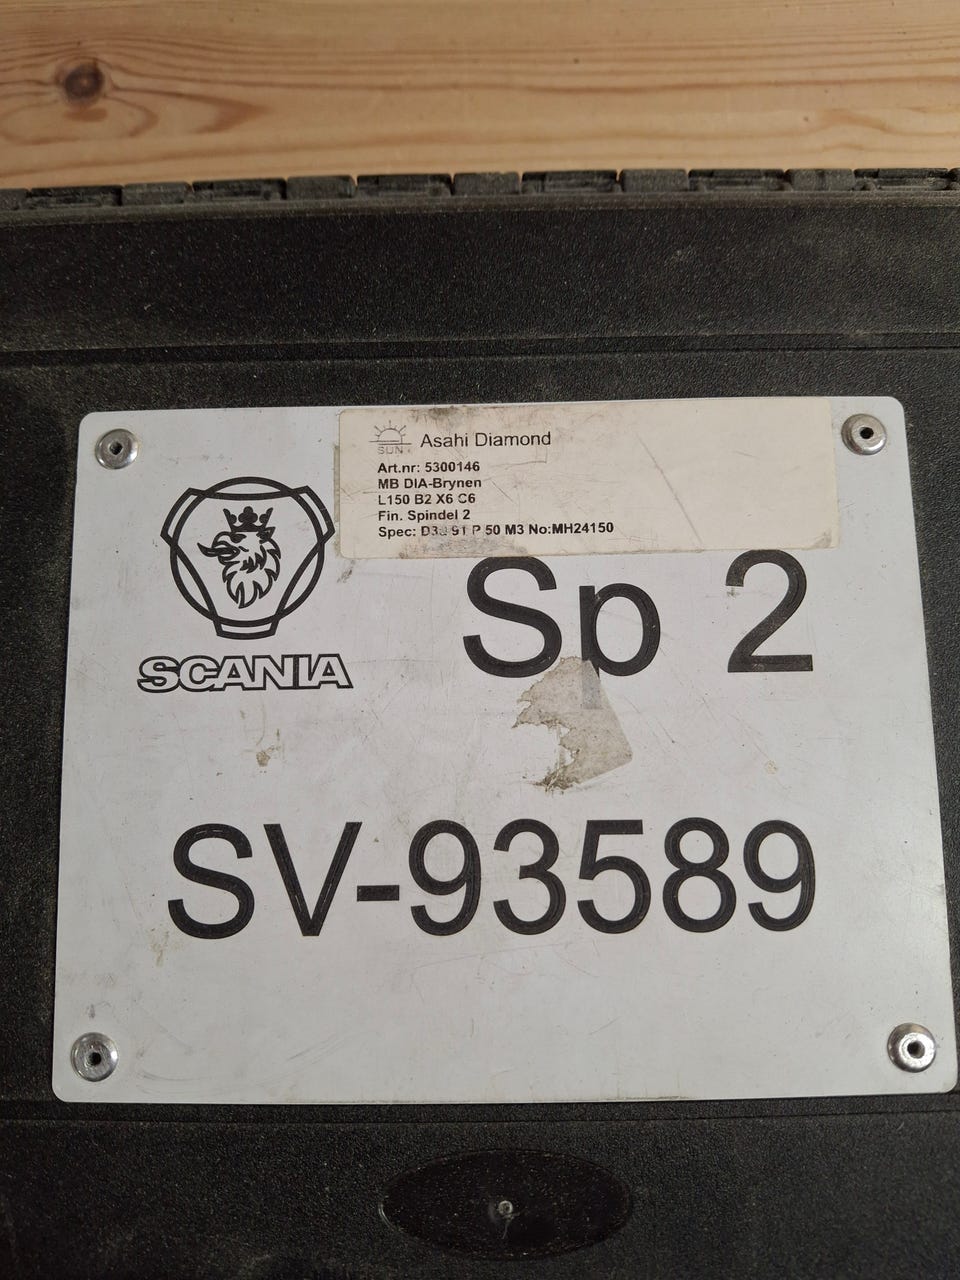 SUN
Asahi Diamond
Art.nr: 5300146
MB DIA-Brynen
L150 B2 X6 C6
Fin. Spindel 2
Spec: 91 P 50 M3 No:MH24150
Sp 2
SCANIA
SV-93589